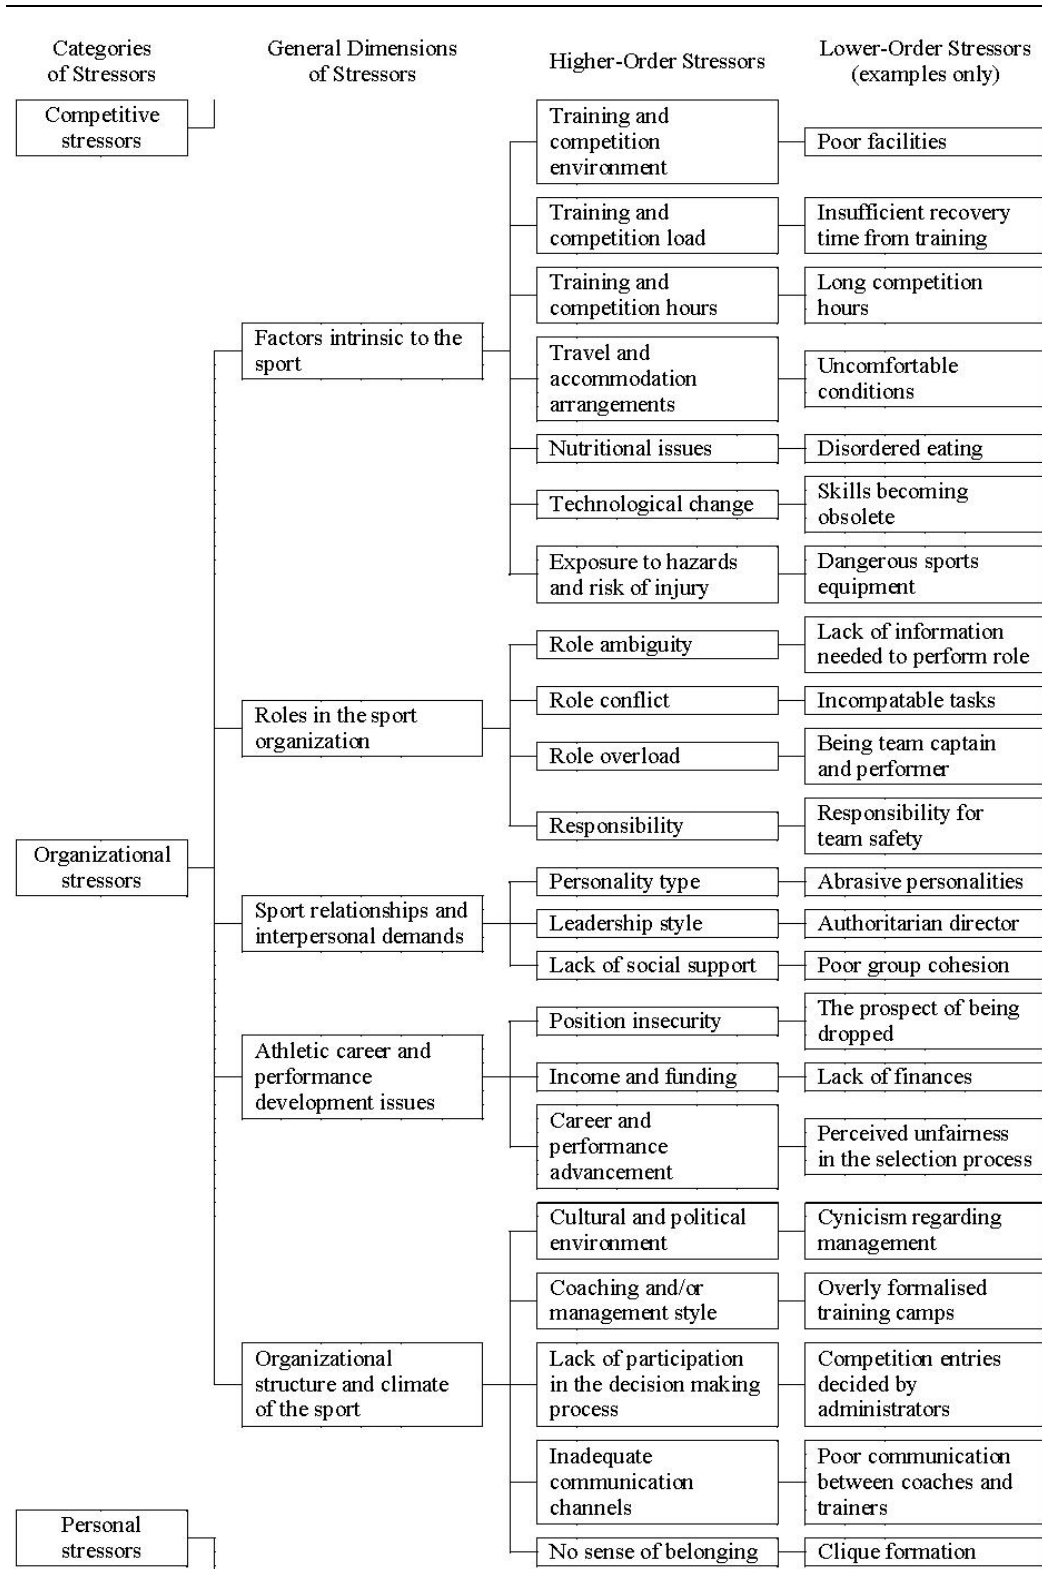 Categories
of Stressors
General Dimensions
of Stressors
Higher-Order Stressors
Lower-Order Stressors
(examples only)
Competitive
stressors
Training and
competition
environment
Poor facilities
Training and
competition load
Insufficient recovery
time from training
Training and
competition hours
Long competition
hours
Factors intrinsic to the
sport
Travel and
accommodation
arrangements
Uncomfortable
conditions
Nutritional issues
Disordered eating
Technological change
Skills becoming
obsolete
Exposure to hazards
and risk of injury
Dangerous sports
equipment
Role ambiguity
Lack of information
needed to perform role
Roles in the sport
organization
Role conflict
Incompatable tasks
Role overload
Being team captain
and performer
Responsibility
Responsibility for
team safety
Organizational
stressors
Personality type
Abrasive personalities
Sport relationships and
interpersonal demands
Leadership style
Authoritarian director
Lack of social support
Poor group cohesion
Position insecurity
The prospect of being
dropped
Athletic career and
performance
development issues
Income and funding
Lack of finances
Career and
performance
advancement
Perceived unfairness
in the selection process
Cultural and political
environment
Cynicism regarding
management
Coaching and/or
management style
Overly formalised
training camps
Organizational
structure and climate
of the sport
Lack of participation
in the decision making
process
Competition entries
decided by
administrators
Inadequate
communication
channels
Poor communication
between coaches and
trainers
Personal
stressors
No sense of belonging
Clique formation